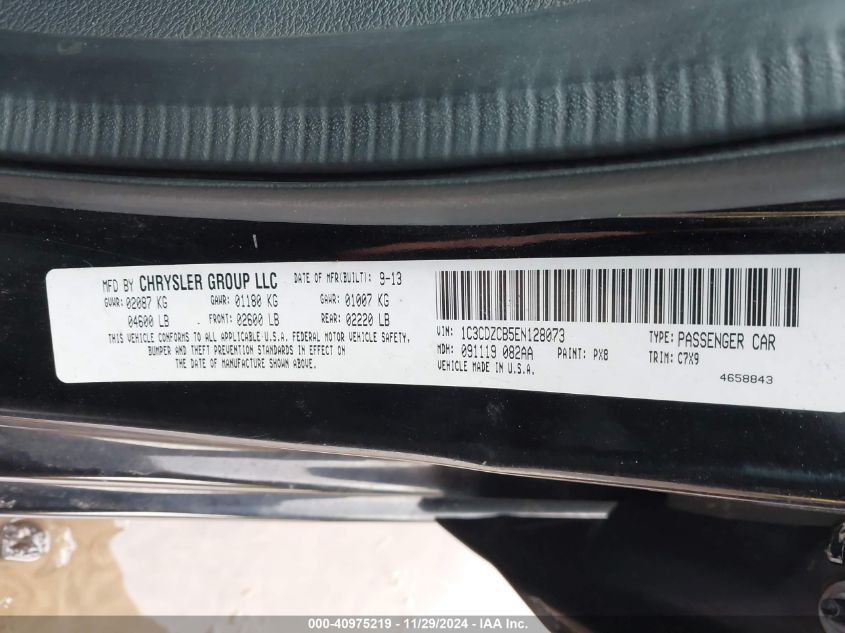 MFD BY CHRYSLER GROUP LLC DATE OF MFR(BUILT): 9-13
GVWR: 02087 KG GAWR: 01180 KG GAWR: 01007 KG
04600 LB FRONT: 02600 LB REAR: 02220 LB
THIS VEHICLE CONFORMS TO ALL APPLICABLE U.S.A. FEDERAL MOTOR VEHICLE SAFETY,
BUMPER AND THEFT PREVENTION STANDARDS IN EFFECT ON
THE DATE OF MANUFACTURE SHOWN ABOVE.
VIN: 1C3CDZCB5EN128073 TYPE: PASSENGER CAR
MDH: 091119 082AA PAINT: PX8 TRIM: C7X9
VEHICLE MADE IN U.S.A.
4658843
000-40975219 - 11/29/2024 - IAA Inc.